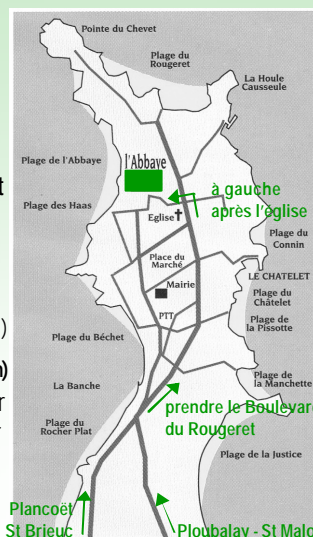 Pointe du Chevet
Plage du
Rougeret
La Houle
Causseule
Plage de l'Abbaye
l'Abbaye
à gauche
après l'église
Plage des Haas
Eglise
Plage du
Connin
Place du
Marché
LE CHATELET
Mairie
Plage du
Châtelet
PTT
Plage de
la Pissotte
Plage du Béchet
Plage de
la Manchette
La Banche
prendre le Boulevard
du Rougeret
Plage du
Rocher Plat
Plage de la Justice
Plancoët
St Brieuc
Ploubalay - St Malo